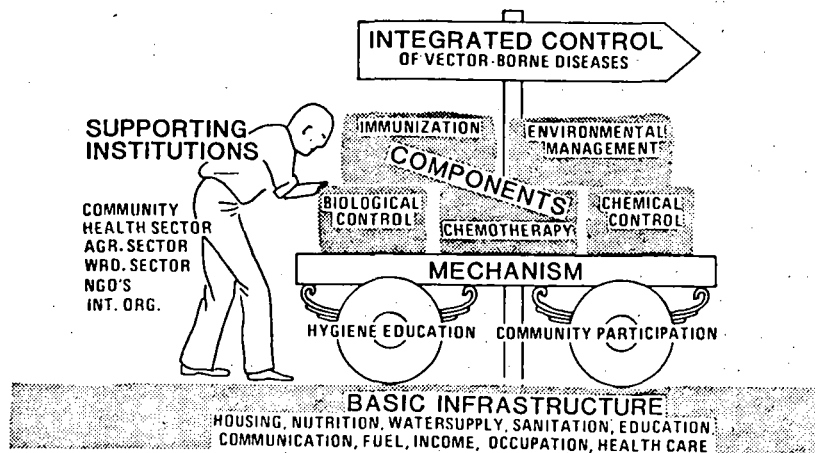 INTEGRATED CONTROL
OF VECTOR-BORNE DISEASES
SUPPORTING
INSTITUTIONS
COMMUNITY
HEALTH SECTOR
AGR. SECTOR
WRD. SECTOR
NGO'S
INT. ORG.
IMMUNIZATION
ENVIRONMENTAL
MANAGEMENT
COMPONENTS
BIOLOGICAL
CONTROL
CHEMOTHERAPY
CHEMICAL
CONTROL
MECHANISM
HYGIENE EDUCATION
COMMUNITY PARTICIPATION
BASIC INFRASTRUCTURE
HOUSING, NUTRITION, WATERSUPPLY, SANITATION, EDUCATION,
COMMUNICATION, FUEL, INCOME, OCCUPATION, HEALTH CARE